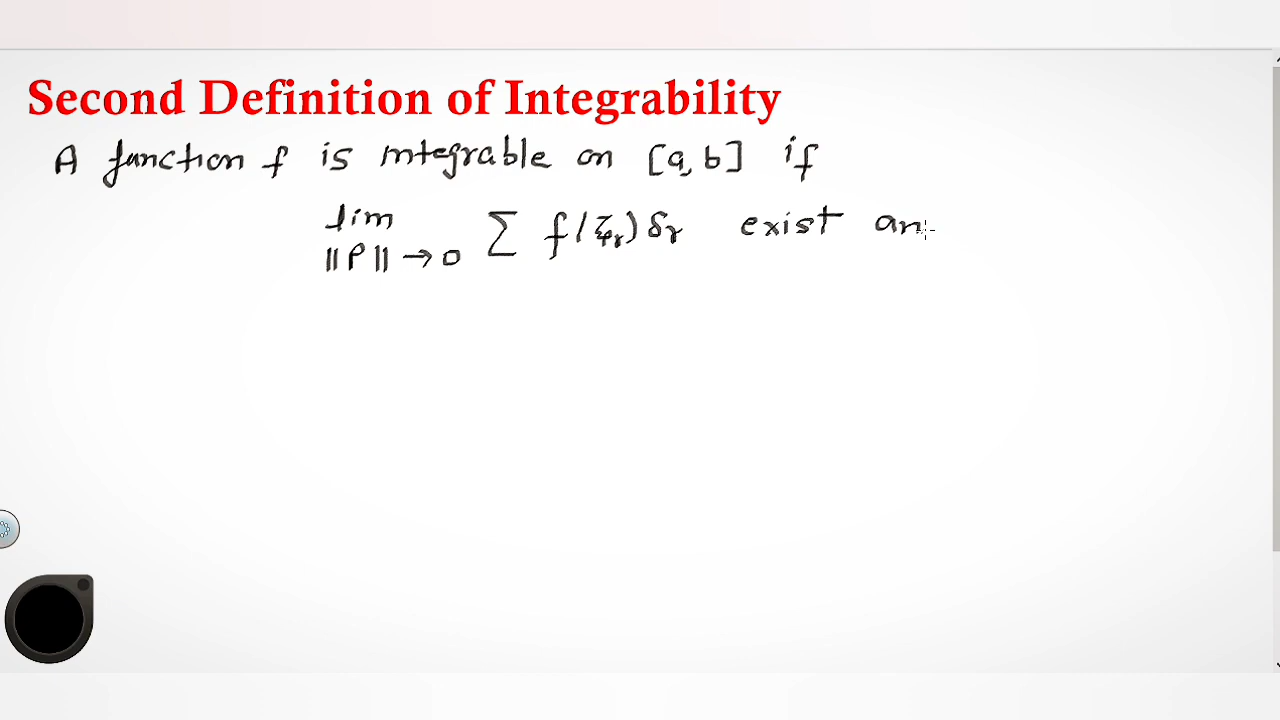 Second Definition of Integrability
A function f is integrable on [a, b] if
lim ∑ f(ξᵣ) δᵣ exist an
||P|| → 0